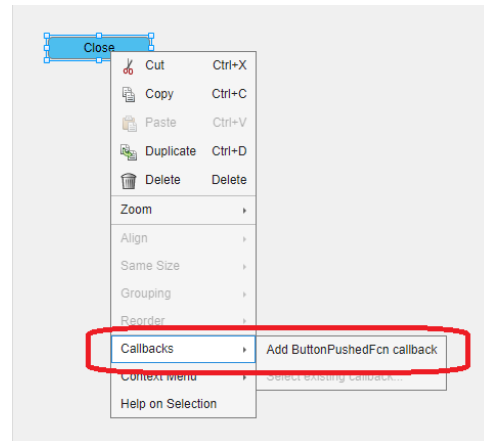 Close
Cut Ctrl+X
Copy Ctrl+C
Paste Ctrl+V
Duplicate Ctrl+D
Delete Delete
Zoom
Align
Same Size
Grouping
Reorder
Callbacks
Add ButtonPushedFcn callback
Context Menu
Select existing callback...
Help on Selection